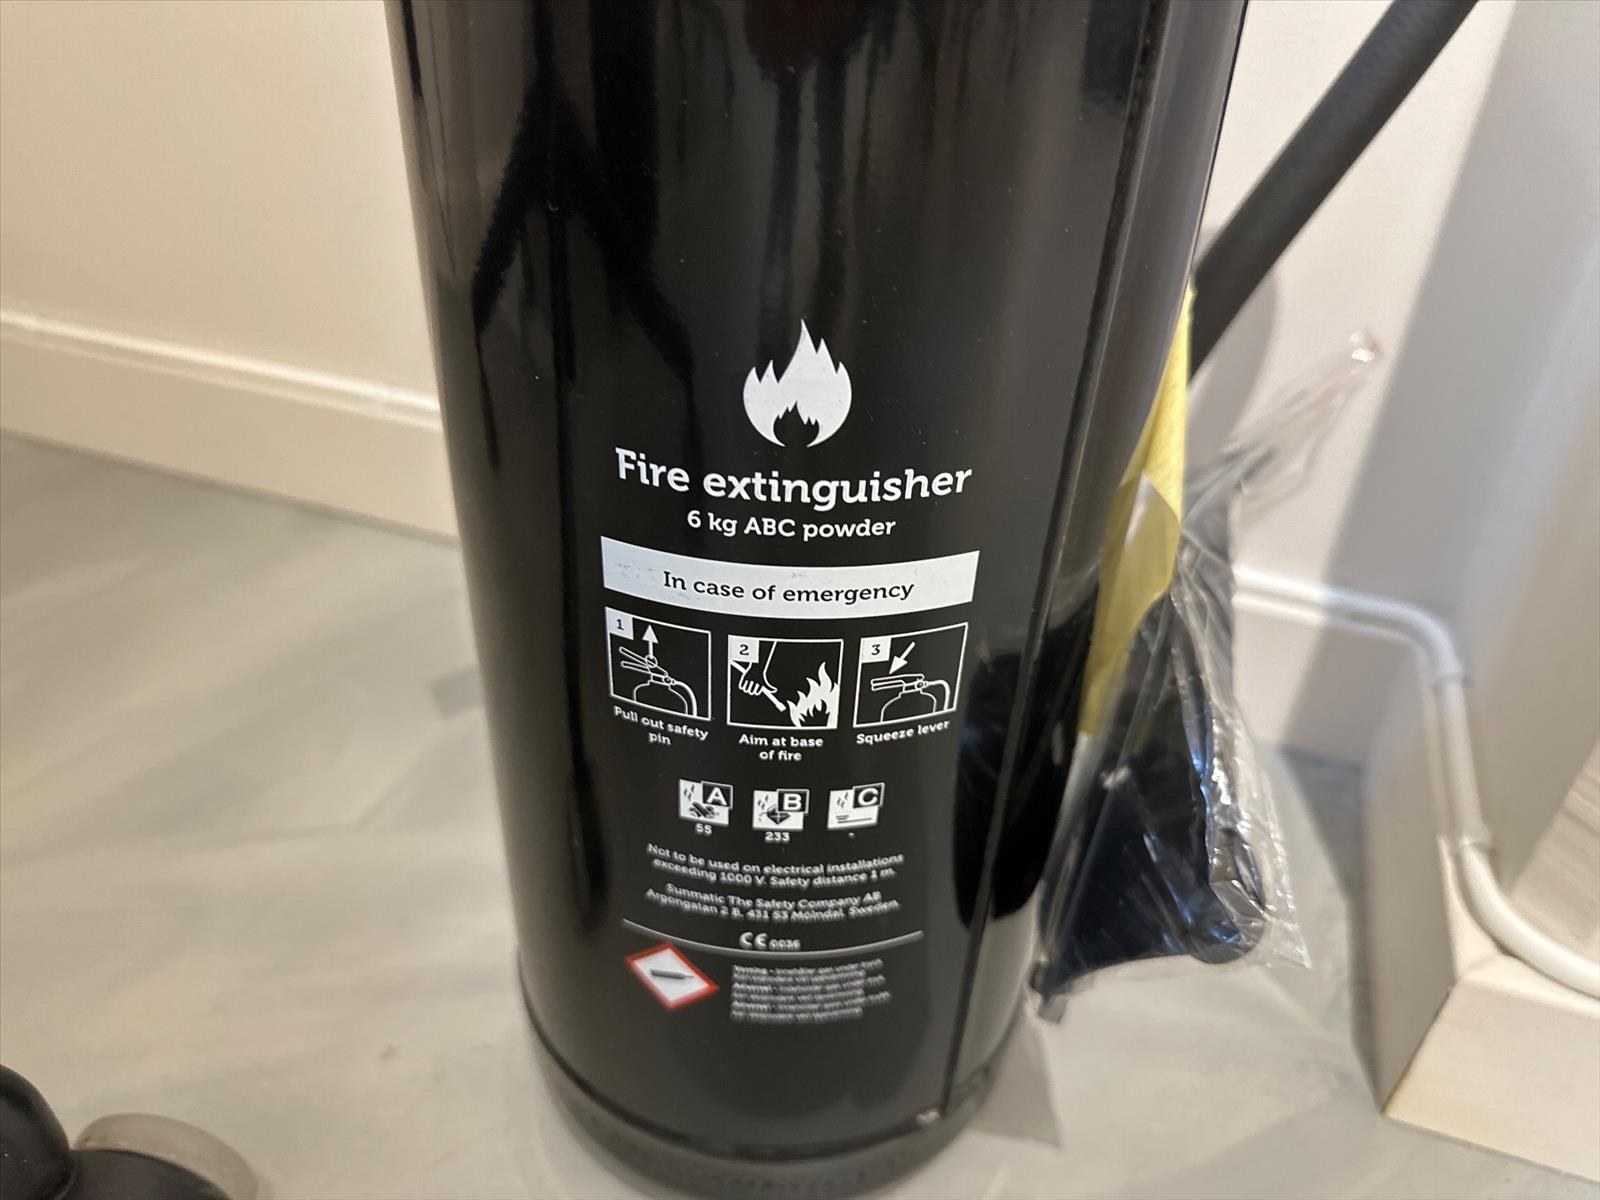 Fire extinguisher
6 kg ABC powder
In case of emergency
1
Pull out safety
pin
2
Aim at base
of fire
3
Squeeze lever
A
55
B
233
C
-
Not to be used on electrical installations
exceeding 1000 V. Safety distance 1 m.
Sunmatic The Safety Company AB
Argongatan 2 B, 431 53 Mölndal, Sweden.
CE 0036